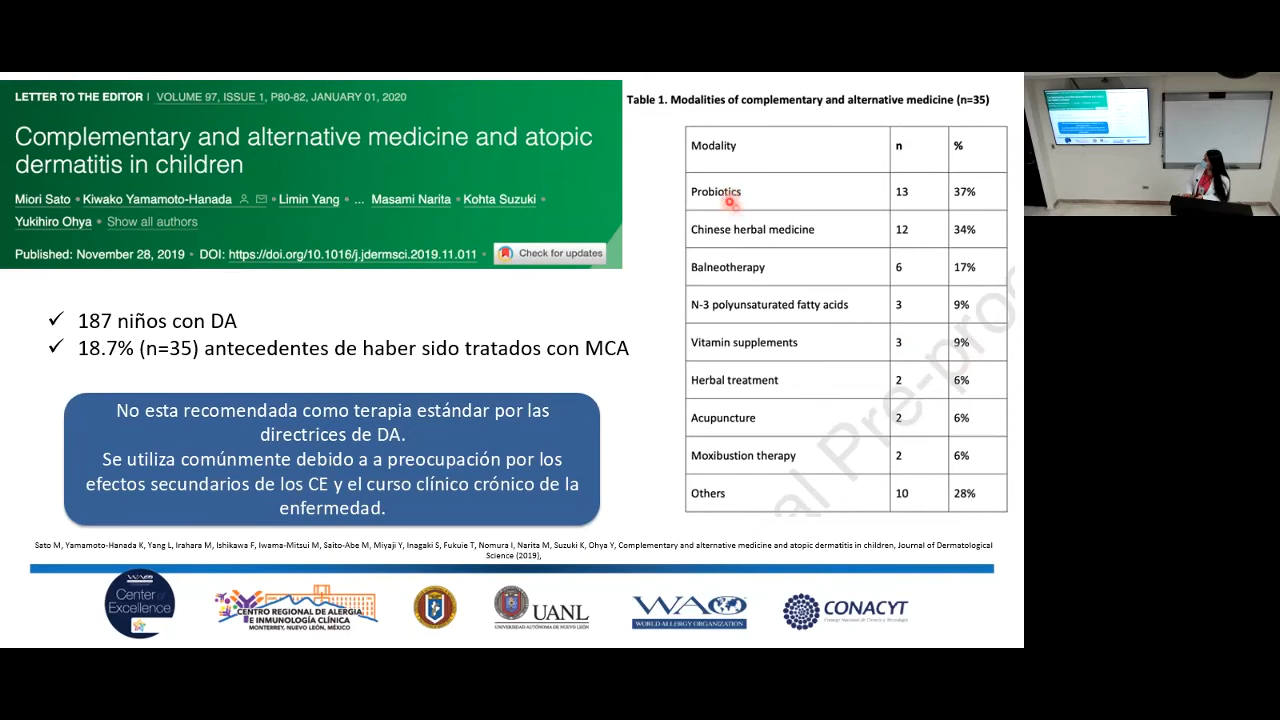 LETTER TO THE EDITOR | VOLUME 97, ISSUE 1, P80-82, JANUARY 01, 2020
Complementary and alternative medicine and atopic
dermatitis in children
Miori Sato • Kiwako Yamamoto-Hanada • Limin Yang • ... Masami Narita • Kohta Suzuki •
Yukihiro Ohya • Show all authors
Published: November 28, 2019 • DOI: https://doi.org/10.1016/j.jdermsci.2019.11.011 • Check for updates
✓ 187 niños con DA
✓ 18.7% (n=35) antecedentes de haber sido tratados con MCA
No esta recomendada como terapia estándar por las
directrices de DA.
Se utiliza comúnmente debido a a preocupación por los
efectos secundarios de los CE y el curso clínico crónico de la
enfermedad.
Table 1. Modalities of complementary and alternative medicine (n=35)
Modality n %
Probiotics 13 37%
Chinese herbal medicine 12 34%
Balneotherapy 6 17%
N-3 polyunsaturated fatty acids 3 9%
Vitamin supplements 3 9%
Herbal treatment 2 6%
Acupuncture 2 6%
Moxibustion therapy 2 6%
Others 10 28%
al Pre-proo
Sato M, Yamamoto-Hanada K, Yang L, Irahara M, Ishikawa F, Iwama-Mitsui M, Saito-Abe M, Miyaji Y, Inagaki S, Fukuie T, Nomura I, Narita M, Suzuki K, Ohya Y, Complementary and alternative medicine and atopic dermatitis in children, Journal of Dermatological
Science (2019),
WAO
Center of
Excellence
CENTRO REGIONAL DE ALERGIA
E INMUNOLOGÍA CLÍNICA
MONTERREY, NUEVO LEÓN, MÉXICO
UANL
UNIVERSIDAD AUTÓNOMA DE NUEVO LEÓN
WAO
WORLD ALLERGY ORGANIZATION
CONACYT
Consejo Nacional de Ciencia y Tecnología